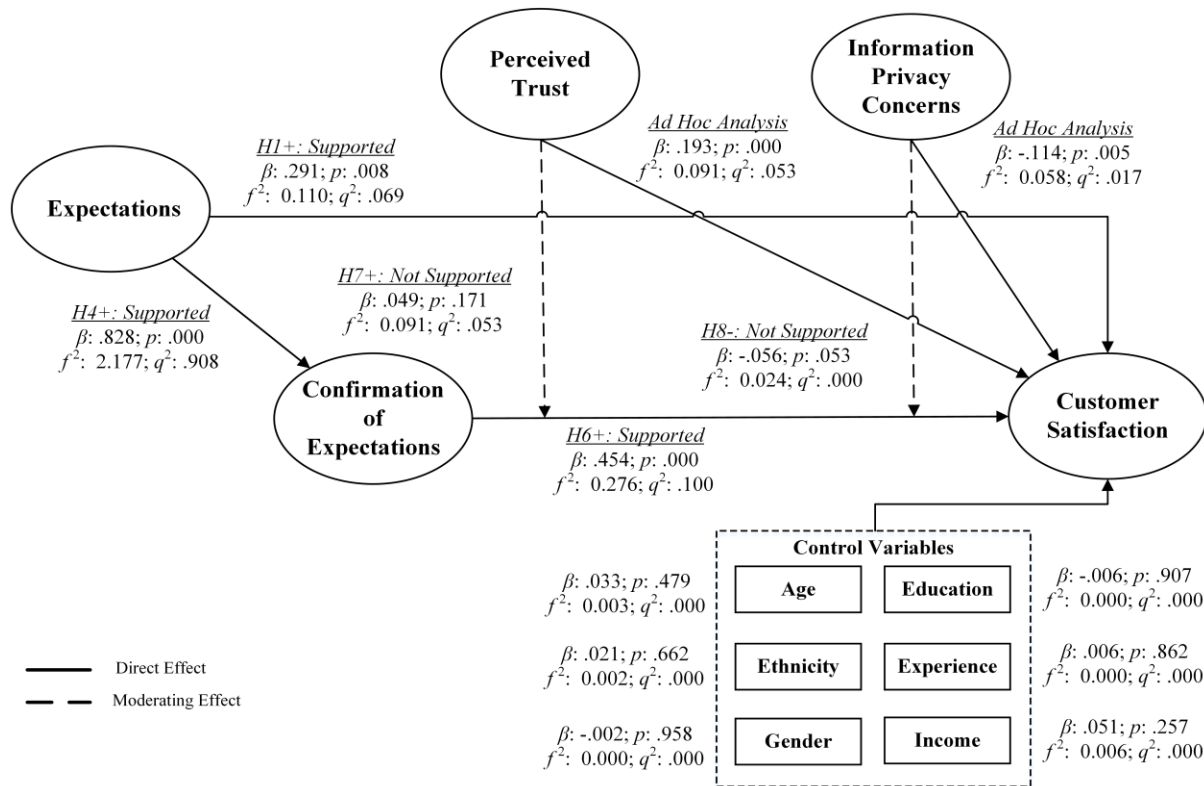 Perceived
Trust
Information
Privacy
Concerns
Ad Hoc Analysis
β: .193; p: .000
f²: 0.091; q²: .053
Ad Hoc Analysis
β: -.114; p: .005
f²: 0.058; q²: .017
H1+: Supported
β: .291; p: .008
f²: 0.110; q²: .069
Expectations
H7+: Not Supported
β: .049; p: .171
f²: 0.091; q²: .053
H4+: Supported
β: .828; p: .000
f²: 2.177; q²: .908
H8-: Not Supported
β: -.056; p: .053
f²: 0.024; q²: .000
Confirmation
of
Expectations
Customer
Satisfaction
H6+: Supported
β: .454; p: .000
f²: 0.276; q²: .100
Control Variables
β: .033; p: .479
f²: 0.003; q²: .000
Age
Education
β: -.006; p: .907
f²: 0.000; q²: .000
β: .021; p: .662
f²: 0.002; q²: .000
Ethnicity
Experience
β: .006; p: .862
f²: 0.000; q²: .000
β: -.002; p: .958
f²: 0.000; q²: .000
Gender
Income
β: .051; p: .257
f²: 0.006; q²: .000
Direct Effect
Moderating Effect